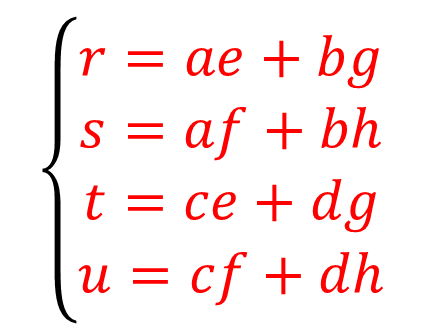 r = ae + bg
s = af + bh
t = ce + dg
u = cf + dh